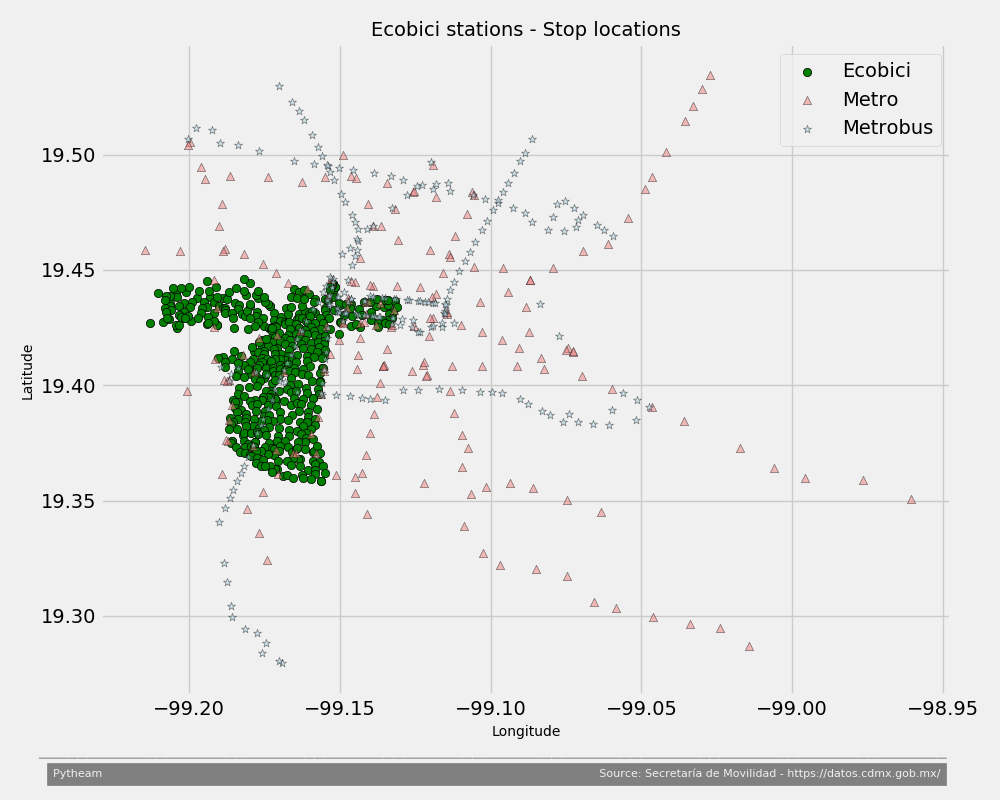 Ecobici stations - Stop locations
Ecobici
Metro
Metrobus
19.50
19.45
19.40
19.35
19.30
Latitude
−99.20 −99.15 −99.10 −99.05 −99.00 −98.95
Longitude
Pytheam Source: Secretaría de Movilidad - https://datos.cdmx.gob.mx/